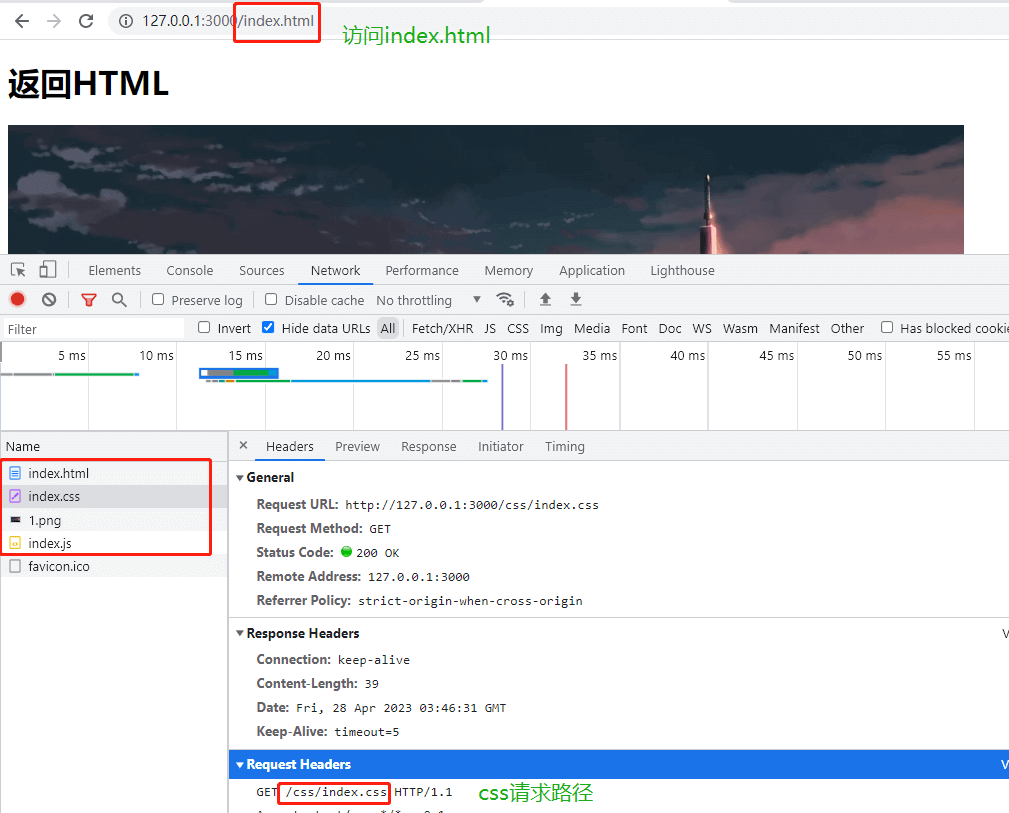 127.0.0.1:3000/index.html
访问index.html
返回HTML
Elements Console Sources Network Performance Memory Application Lighthouse
Preserve log Disable cache No throttling
Filter Invert Hide data URLs All Fetch/XHR JS CSS Img Media Font Doc WS Wasm Manifest Other Has blocked cookie
5 ms 10 ms 15 ms 20 ms 25 ms 30 ms 35 ms 40 ms 45 ms 50 ms 55 ms
Name
index.html
index.css
1.png
index.js
favicon.ico
× Headers Preview Response Initiator Timing
General
Request URL: http://127.0.0.1:3000/css/index.css
Request Method: GET
Status Code: 200 OK
Remote Address: 127.0.0.1:3000
Referrer Policy: strict-origin-when-cross-origin
Response Headers
Connection: keep-alive
Content-Length: 39
Date: Fri, 28 Apr 2023 03:46:31 GMT
Keep-Alive: timeout=5
Request Headers
GET /css/index.css HTTP/1.1
css请求路径